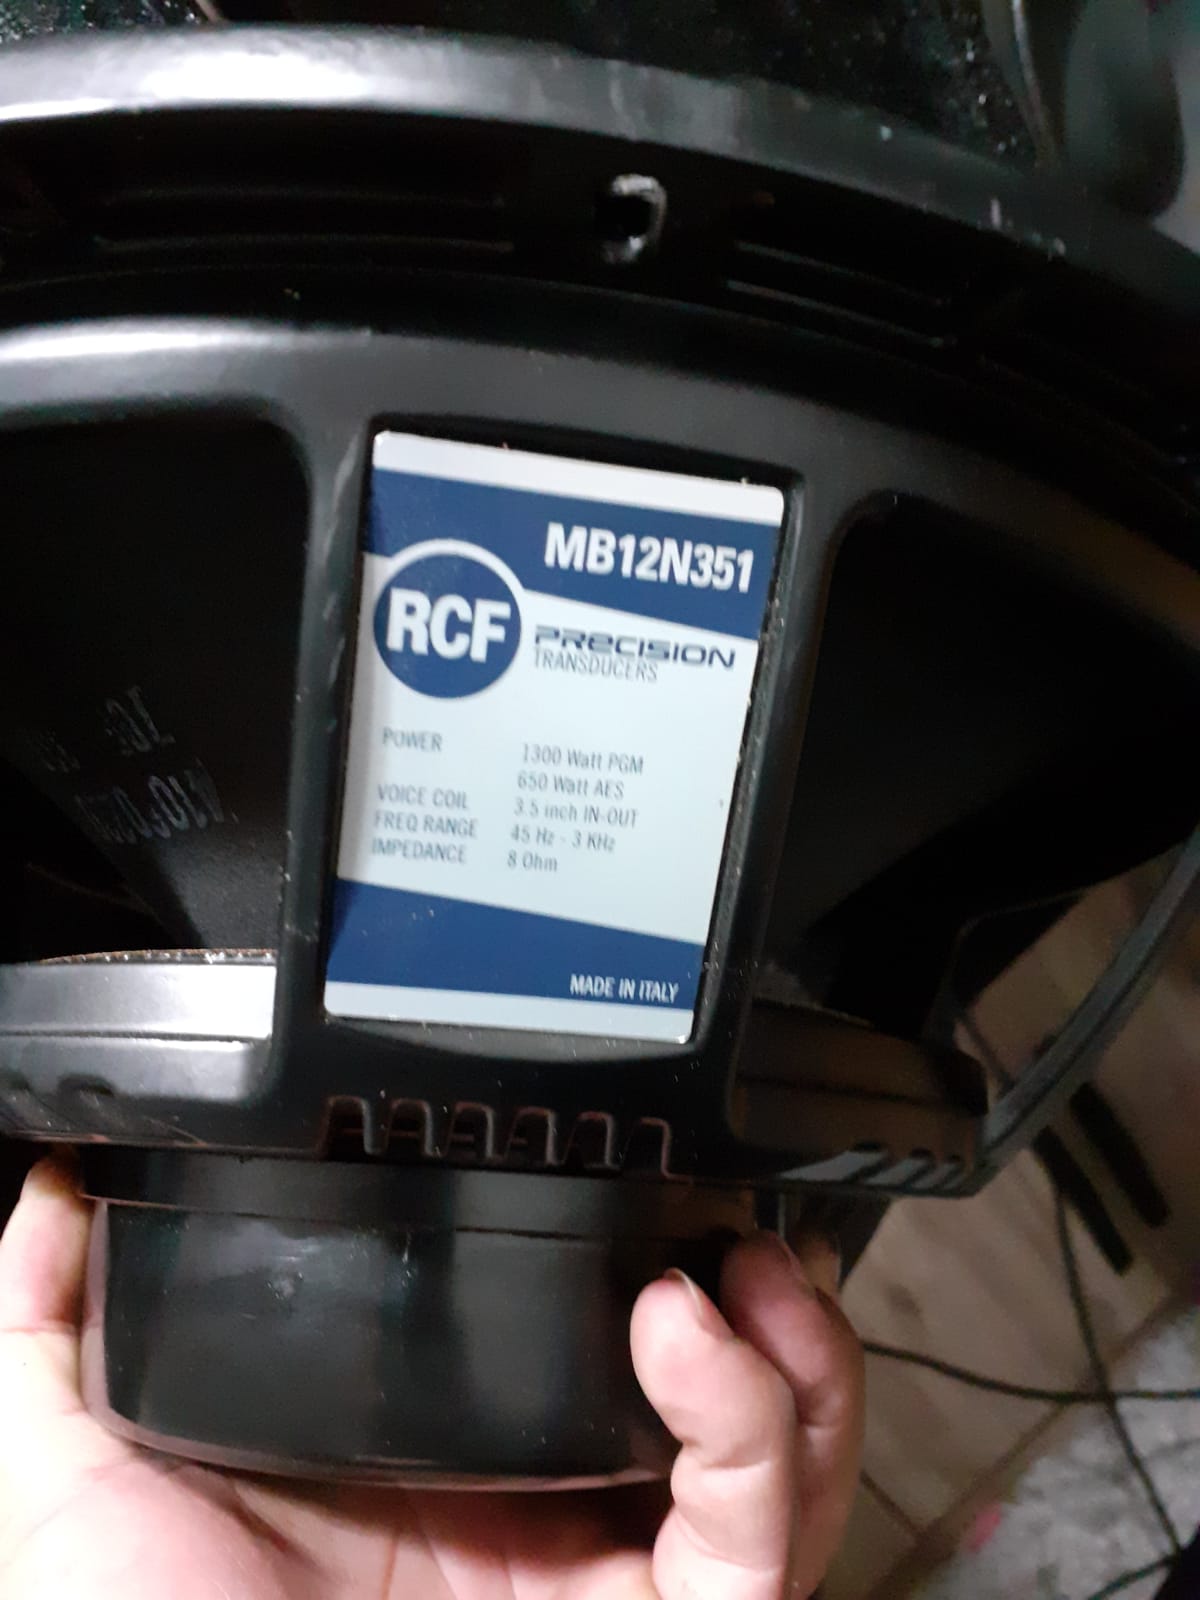 MB12N351
RCF
PRECISION
TRANSDUCERS
POWER 1300 Watt PGM
650 Watt AES
VOICE COIL 3.5 inch IN-OUT
FREQ RANGE 45 Hz - 3 KHz
IMPEDANCE 8 Ohm
MADE IN ITALY